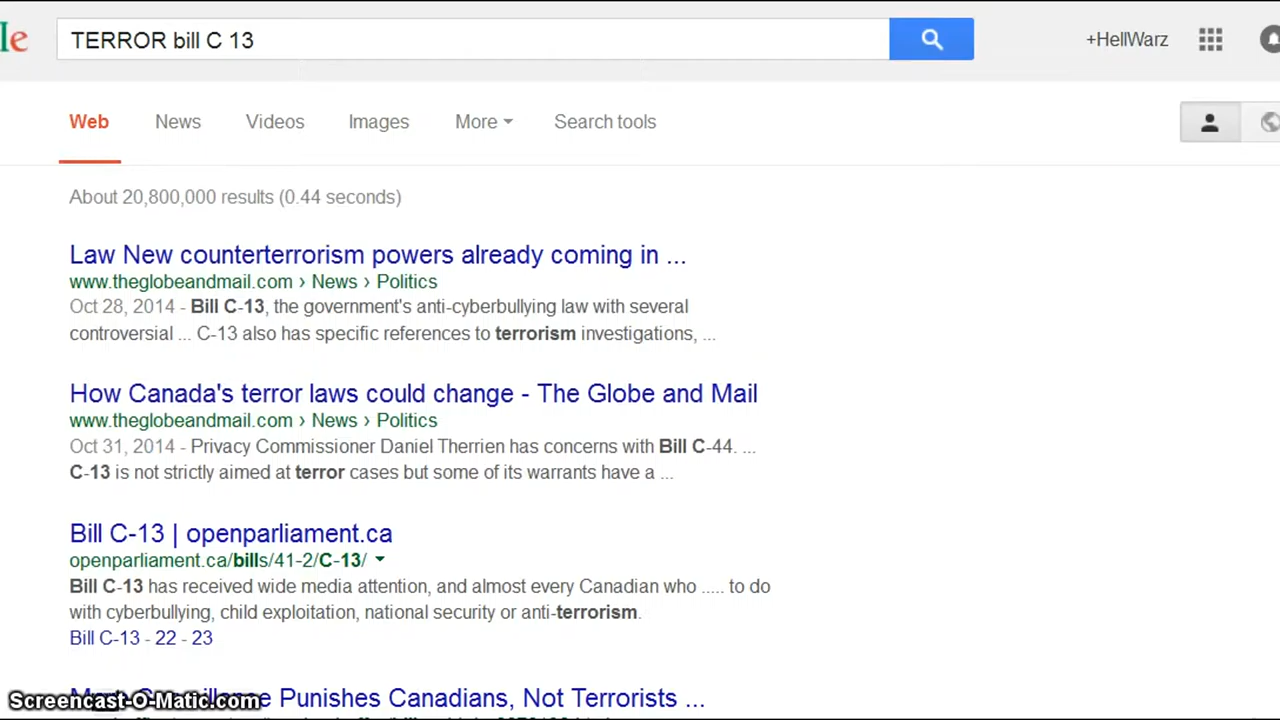 le
TERROR bill C 13
+HellWarz
Web News Videos Images More Search tools
About 20,800,000 results (0.44 seconds)
Law New counterterrorism powers already coming in ...
www.theglobeandmail.com › News › Politics
Oct 28, 2014 - Bill C-13, the government's anti-cyberbullying law with several
controversial ... C-13 also has specific references to terrorism investigations, ...
How Canada's terror laws could change - The Globe and Mail
www.theglobeandmail.com › News › Politics
Oct 31, 2014 - Privacy Commissioner Daniel Therrien has concerns with Bill C-44. ...
C-13 is not strictly aimed at terror cases but some of its warrants have a ...
Bill C-13 | openparliament.ca
openparliament.ca/bills/41-2/C-13/
Bill C-13 has received wide media attention, and almost every Canadian who ..... to do
with cyberbullying, child exploitation, national security or anti-terrorism.
Bill C-13 - 22 - 23
Punishes Canadians, Not Terrorists ...
Screencast-O-Matic.com